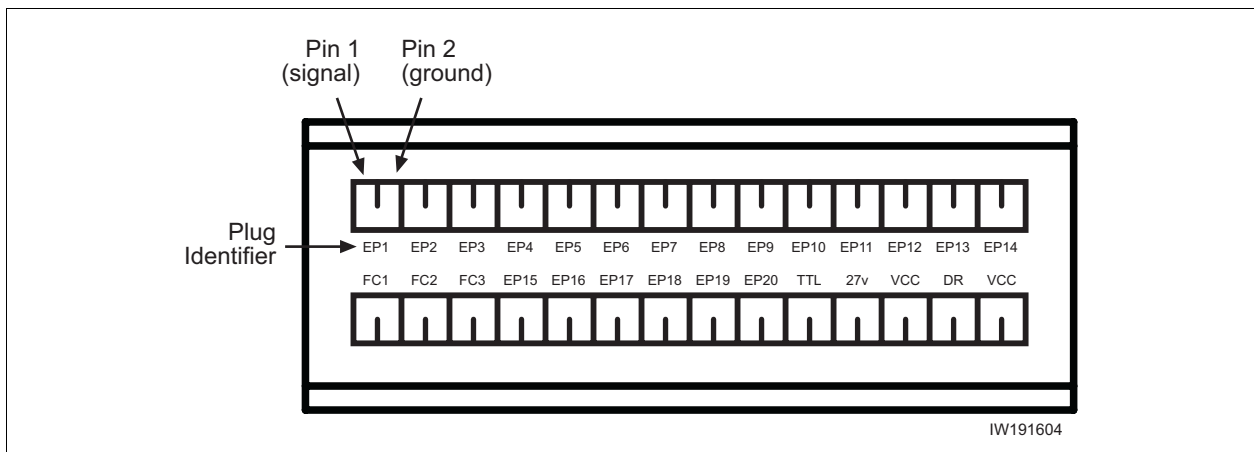 Pin 1
(signal)
Pin 2
(ground)
Plug
Identifier
EP1 EP2 EP3 EP4 EP5 EP6 EP7 EP8 EP9 EP10 EP11 EP12 EP13 EP14
FC1 FC2 FC3 EP15 EP16 EP17 EP18 EP19 EP20 TTL 27v VCC DR VCC
IW191604